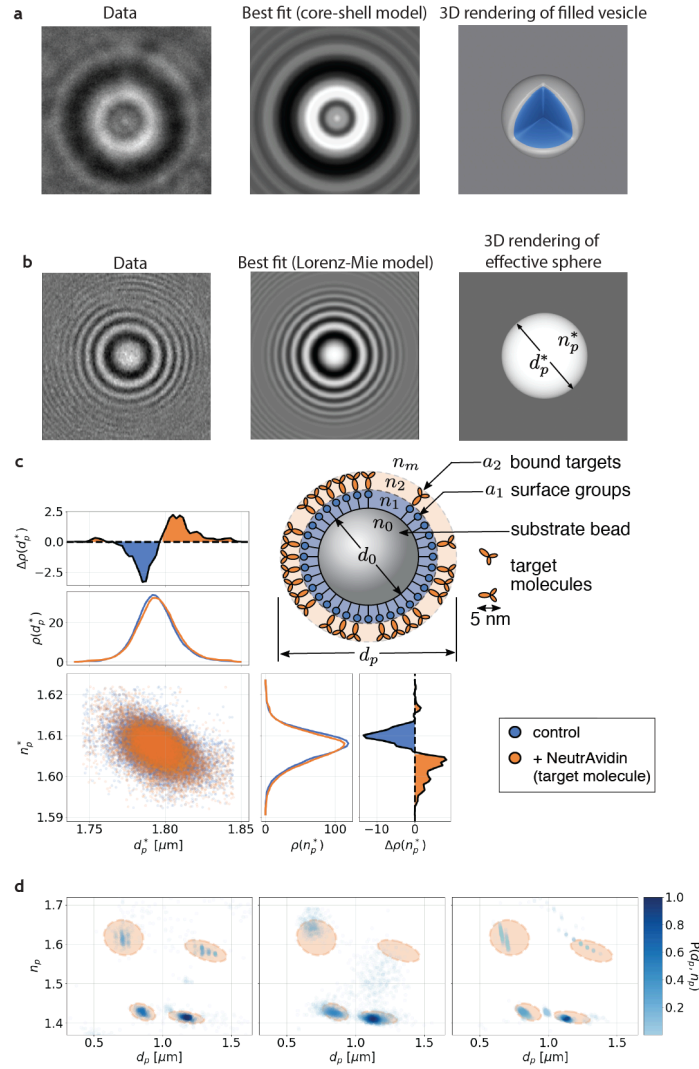 a
Data
Best fit (core-shell model)
3D rendering of filled vesicle
b
Data
Best fit (Lorenz-Mie model)
3D rendering of
effective sphere
n*p
d*p
c
2.5
0.0
−2.5
Δρ(d*p)
20
0
ρ(d*p)
nm
n2
n1
n0
d0
dp
a2 bound targets
a1 surface groups
substrate bead
target
molecules
5 nm
1.62
1.61
1.60
1.59
n*p
1.75 1.80 1.85
d*p [μm]
0 100
ρ(n*p)
−10 0
Δρ(n*p)
control
+ NeutrAvidin
(target molecule)
d
1.7
1.6
1.5
1.4
np
0.5 1.0 1.5
dp [μm]
0.5 1.0 1.5
dp [μm]
0.5 1.0 1.5
dp [μm]
1.0
0.8
0.6
0.4
0.2
P(dp, np)